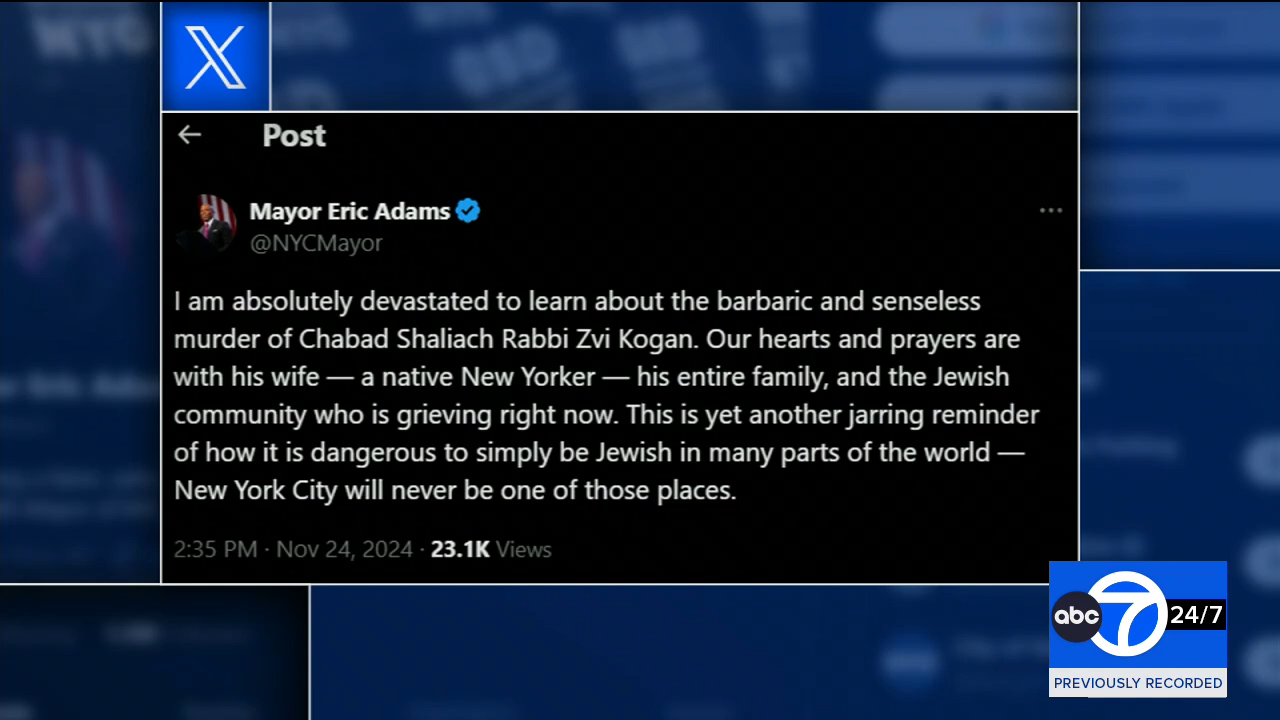 NYC
X
Post
Mayor Eric Adams
@NYCMayor
I am absolutely devastated to learn about the barbaric and senseless
murder of Chabad Shaliach Rabbi Zvi Kogan. Our hearts and prayers are
with his wife — a native New Yorker — his entire family, and the Jewish
community who is grieving right now. This is yet another jarring reminder
of how it is dangerous to simply be Jewish in many parts of the world —
New York City will never be one of those places.
2:35 PM · Nov 24, 2024 · 23.1K Views
abc 7 24/7
PREVIOUSLY RECORDED